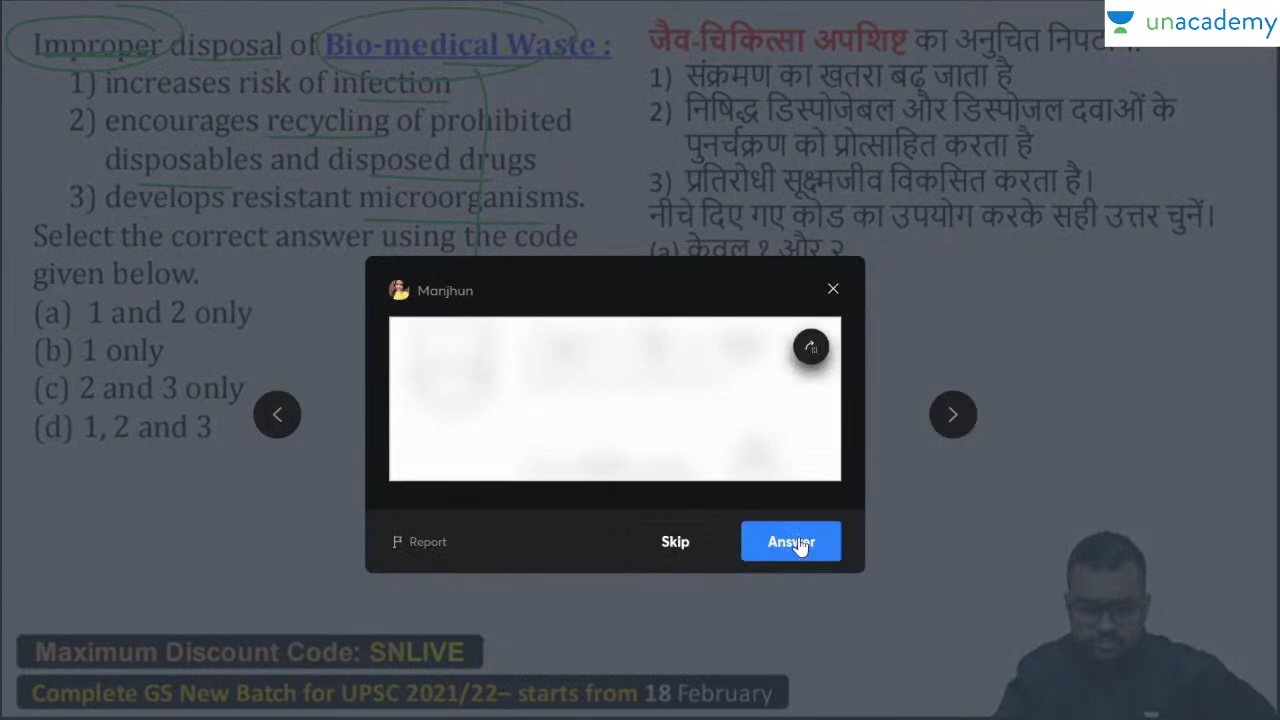 unacademy
Improper disposal of Bio-medical Waste :
1) increases risk of infection
2) encourages recycling of prohibited
disposables and disposed drugs
3) develops resistant microorganisms.
Select the correct answer using the code
given below.
(a) 1 and 2 only
(b) 1 only
(c) 2 and 3 only
(d) 1, 2 and 3
जैव-चिकित्सा अपशिष्ट का अनुचित
1) संक्रमण का खतरा बढ़ जाता है
2) निषिद्ध डिस्पोजेबल और डिस्पोजल दवाओं के
पुनर्चक्रण को प्रोत्साहित करता है
3) प्रतिरोधी सूक्ष्मजीव विकसित करता है।
नीचे दिए गए कोड का उपयोग करके सही उत्तर चुनें।
(a) केवल १ और २
Manjhun
Report
Skip
Answer
Maximum Discount Code: SNLIVE
Complete GS New Batch for UPSC 2021/22– starts from 18 February